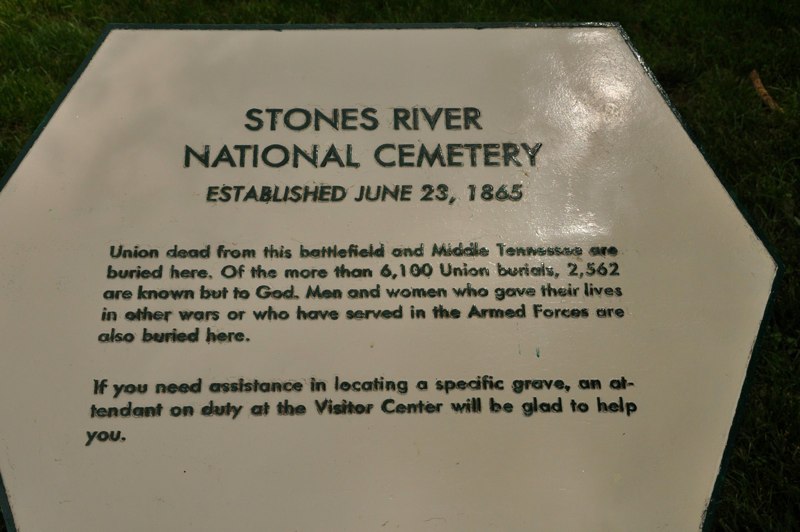 STONES RIVER
NATIONAL CEMETERY
ESTABLISHED JUNE 23, 1865
Union dead from this battlefield and Middle Tennessee are
buried here. Of the more than 6,100 Union burials, 2,562
are known but to God. Men and women who gave their lives
in other wars or who have served in the Armed Forces are
also buried here.
If you need assistance in locating a specific grave, an at-
tendant on duty at the Visitor Center will be glad to help
you.